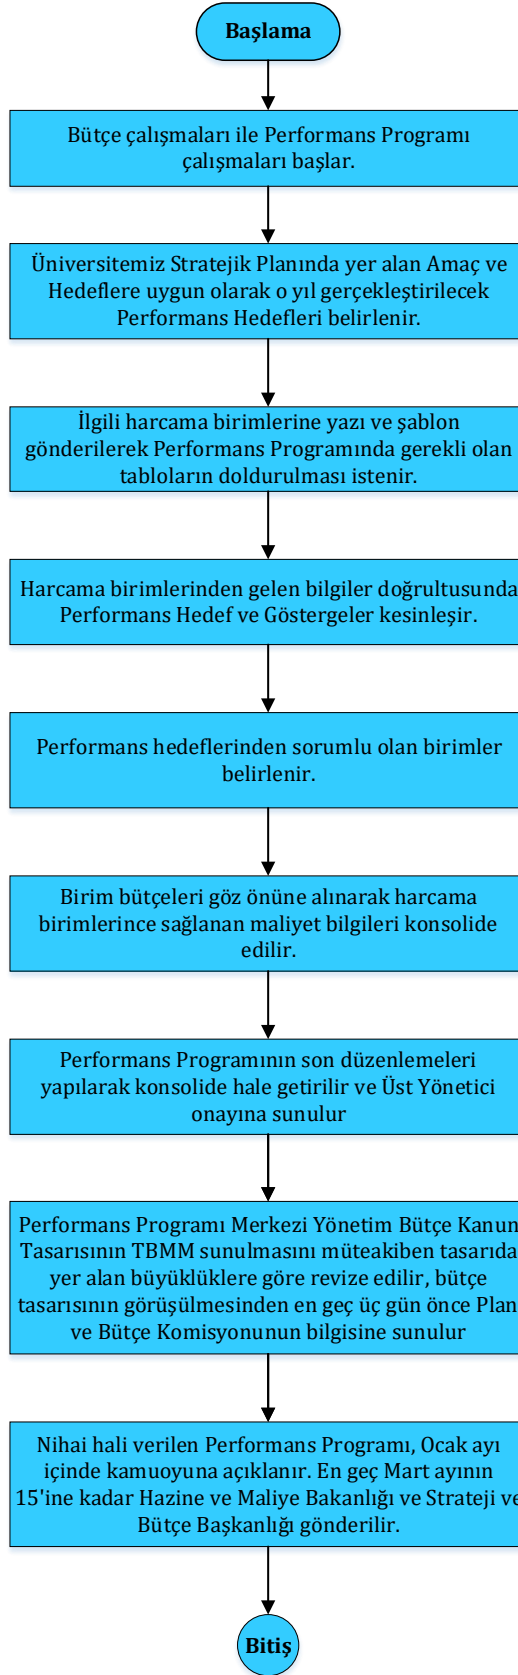 Başlama
Bütçe çalışmaları ile Performans Programı
çalışmaları başlar.
Üniversitemiz Stratejik Planında yer alan Amaç ve
Hedeflere uygun olarak o yıl gerçekleştirilecek
Performans Hedefleri belirlenir.
İlgili harcama birimlerine yazı ve şablon
gönderilerek Performans Programında gerekli olan
tabloların doldurulması istenir.
Harcama birimlerinden gelen bilgiler doğrultusunda
Performans Hedef ve Göstergeler kesinleşir.
Performans hedeflerinden sorumlu olan birimler
belirlenir.
Birim bütçeleri göz önüne alınarak harcama
birimlerince sağlanan maliyet bilgileri konsolide
edilir.
Performans Programının son düzenlemeleri
yapılarak konsolide hale getirilir ve Üst Yönetici
onayına sunulur
Performans Programı Merkezi Yönetim Bütçe Kanun
Tasarısının TBMM sunulmasını müteakiben tasarıda
yer alan büyüklüklere göre revize edilir, bütçe
tasarısının görüşülmesinden en geç üç gün önce Plan
ve Bütçe Komisyonunun bilgisine sunulur
Nihai hali verilen Performans Programı, Ocak ayı
içinde kamuoyuna açıklanır. En geç Mart ayının
15'ine kadar Hazine ve Maliye Bakanlığı ve Strateji ve
Bütçe Başkanlığı gönderilir.
Bitiş